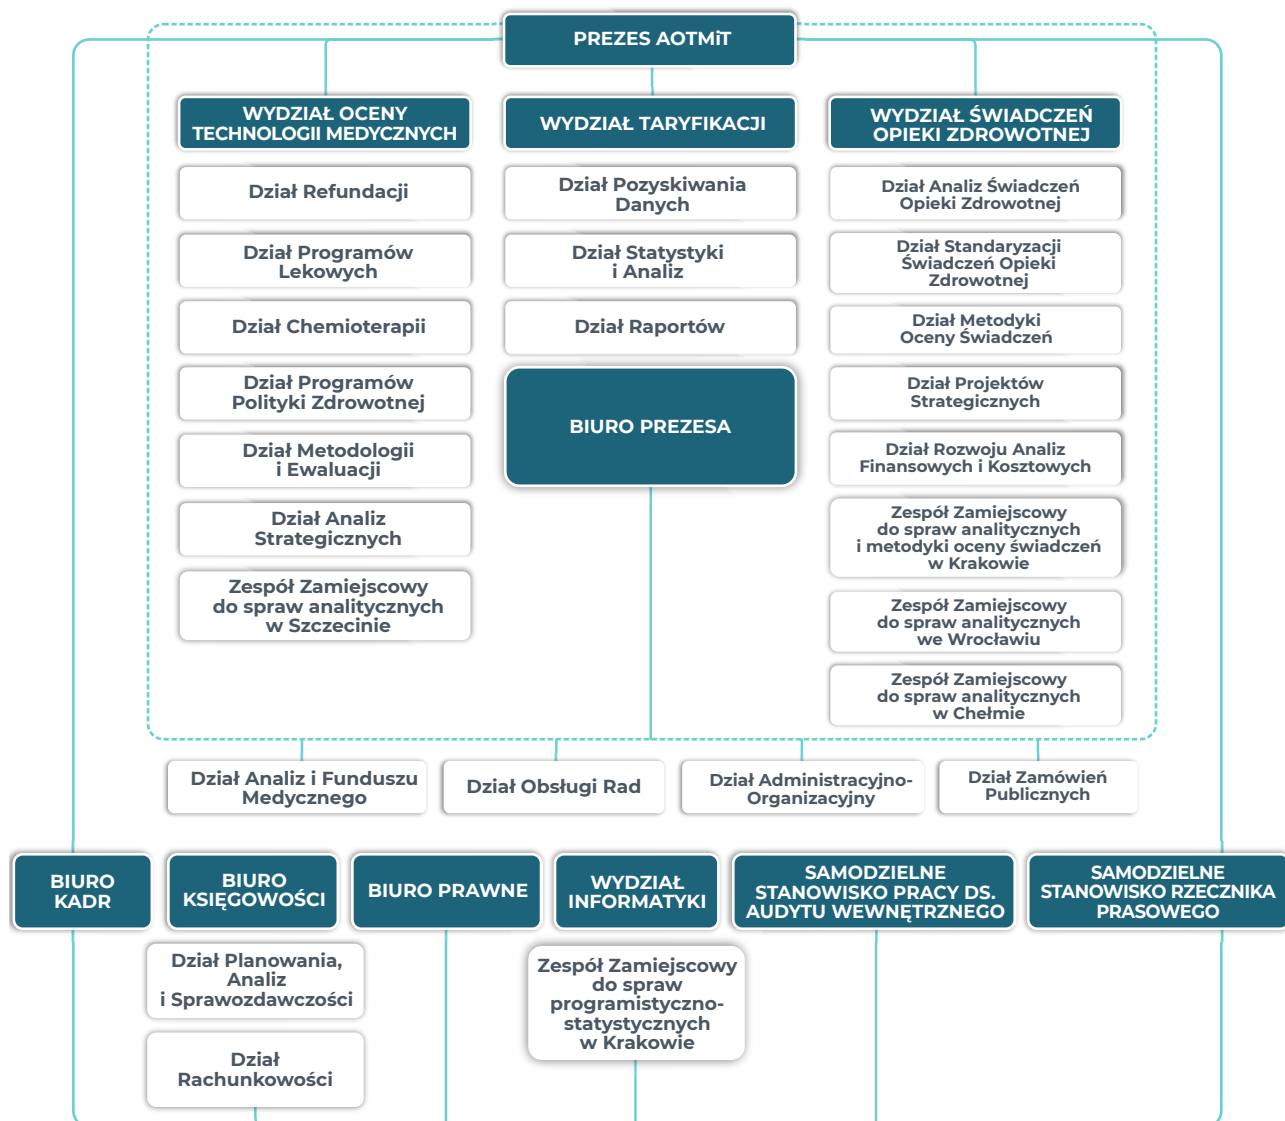 PREZES AOTMiT
WYDZIAŁ OCENY
TECHNOLOGII MEDYCZNYCH
Dział Refundacji
Dział Programów
Lekowych
Dział Chemioterapii
Dział Programów
Polityki Zdrowotnej
Dział Metodologii
i Ewaluacji
Dział Analiz
Strategicznych
Zespół Zamiejscowy
do spraw analitycznych
w Szczecinie
WYDZIAŁ TARYFIKACJI
Dział Pozyskiwania
Danych
Dział Statystyki
i Analiz
Dział Raportów
BIURO PREZESA
WYDZIAŁ ŚWIADCZEŃ
OPIEKI ZDROWOTNEJ
Dział Analiz Świadczeń
Opieki Zdrowotnej
Dział Standaryzacji
Świadczeń Opieki
Zdrowotnej
Dział Metodyki
Oceny Świadczeń
Dział Projektów
Strategicznych
Dział Rozwoju Analiz
Finansowych i Kosztowych
Zespół Zamiejscowy
do spraw analitycznych
i metodyki oceny świadczeń
w Krakowie
Zespół Zamiejscowy
do spraw analitycznych
we Wrocławiu
Zespół Zamiejscowy
do spraw analitycznych
w Chełmie
Dział Analiz i Funduszu
Medycznego
Dział Obsługi Rad
Dział Administracyjno-
Organizacyjny
Dział Zamówień
Publicznych
BIURO
KADR
BIURO
KSIĘGOWOŚCI
Dział Planowania,
Analiz
i Sprawozdawczości
Dział
Rachunkowości
BIURO PRAWNE
WYDZIAŁ
INFORMATYKI
Zespół Zamiejscowy
do spraw
programistyczno-
statystycznych
w Krakowie
SAMODZIELNE
STANOWISKO PRACY DS.
AUDYTU WEWNĘTRZNEGO
SAMODZIELNE
STANOWISKO RZECZNIKA
PRASOWEGO